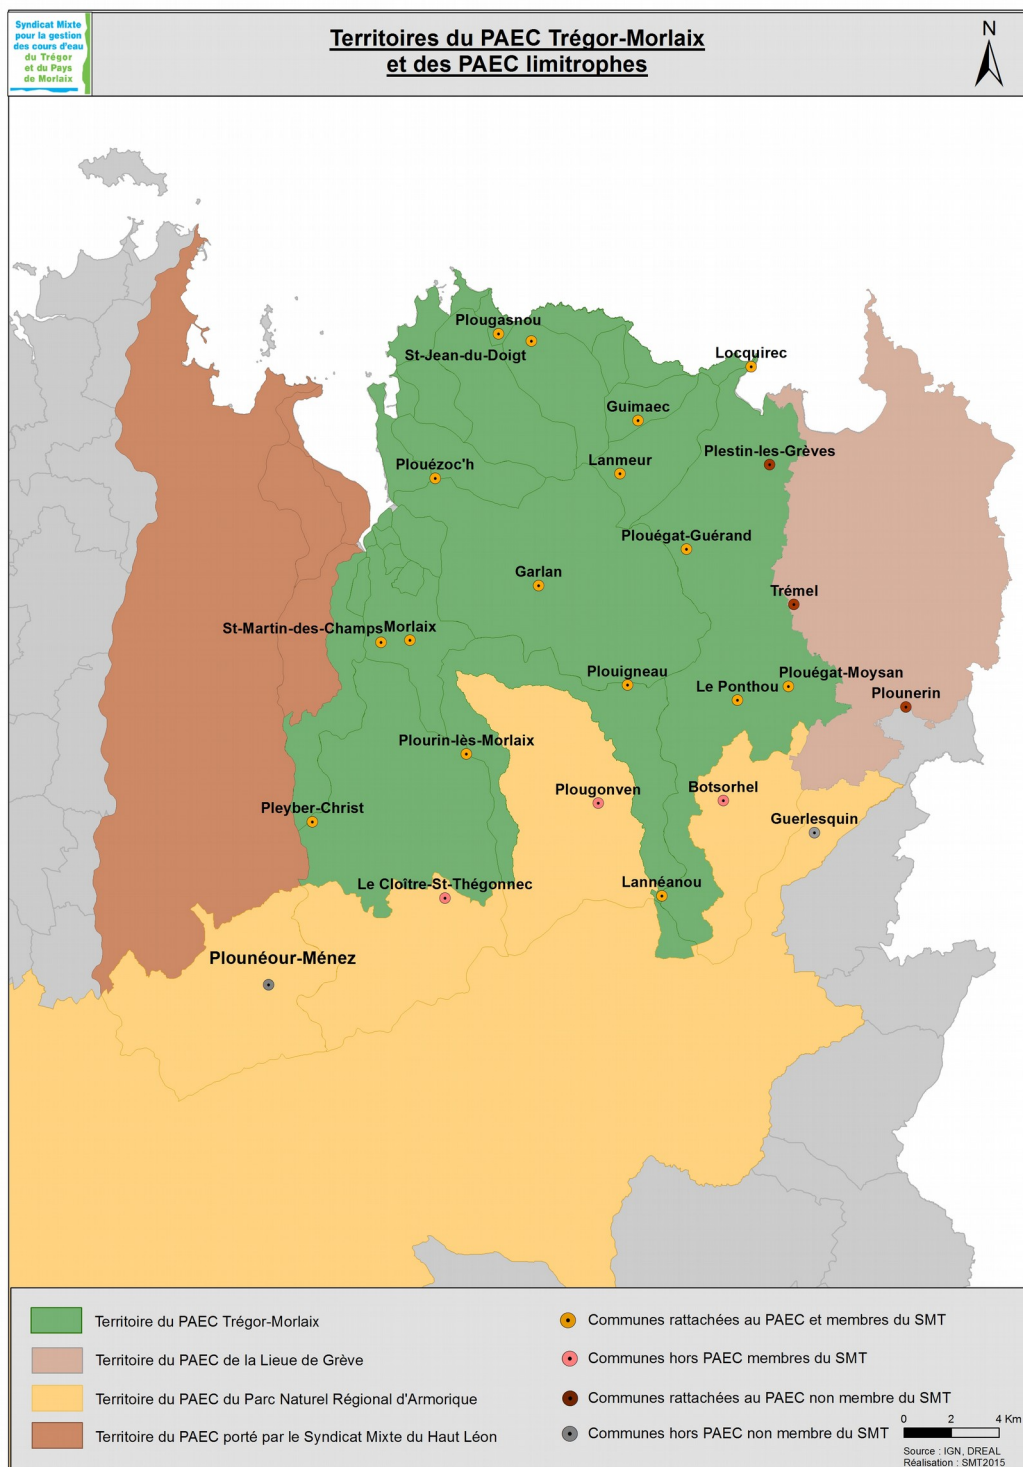 Syndicat Mixte
pour la gestion
des cours d'eau
du Trégor
et du Pays
de Morlaix
Territoires du PAEC Trégor-Morlaix
et des PAEC limitrophes
N
Plougasnou
St-Jean-du-Doigt
Locquirec
Guimaec
Plestin-les-Grèves
Lanmeur
Plouézoc'h
Plouégat-Guérand
Garlan
Trémel
St-Martin-des-Champs
Morlaix
Plouigneau
Plouégat-Moysan
Le Ponthou
Plounerin
Plourin-lès-Morlaix
Plougonven
Botsorhel
Pleyber-Christ
Guerlesquin
Le Cloître-St-Thégonnec
Lannéanou
Plounéour-Ménez
Territoire du PAEC Trégor-Morlaix
Territoire du PAEC de la Lieue de Grève
Territoire du PAEC du Parc Naturel Régional d'Armorique
Territoire du PAEC porté par le Syndicat Mixte du Haut Léon
Communes rattachées au PAEC et membres du SMT
Communes hors PAEC membres du SMT
Communes rattachées au PAEC non membre du SMT
Communes hors PAEC non membre du SMT
0 2 4 Km
Source : IGN, DREAL
Réalisation : SMT2015